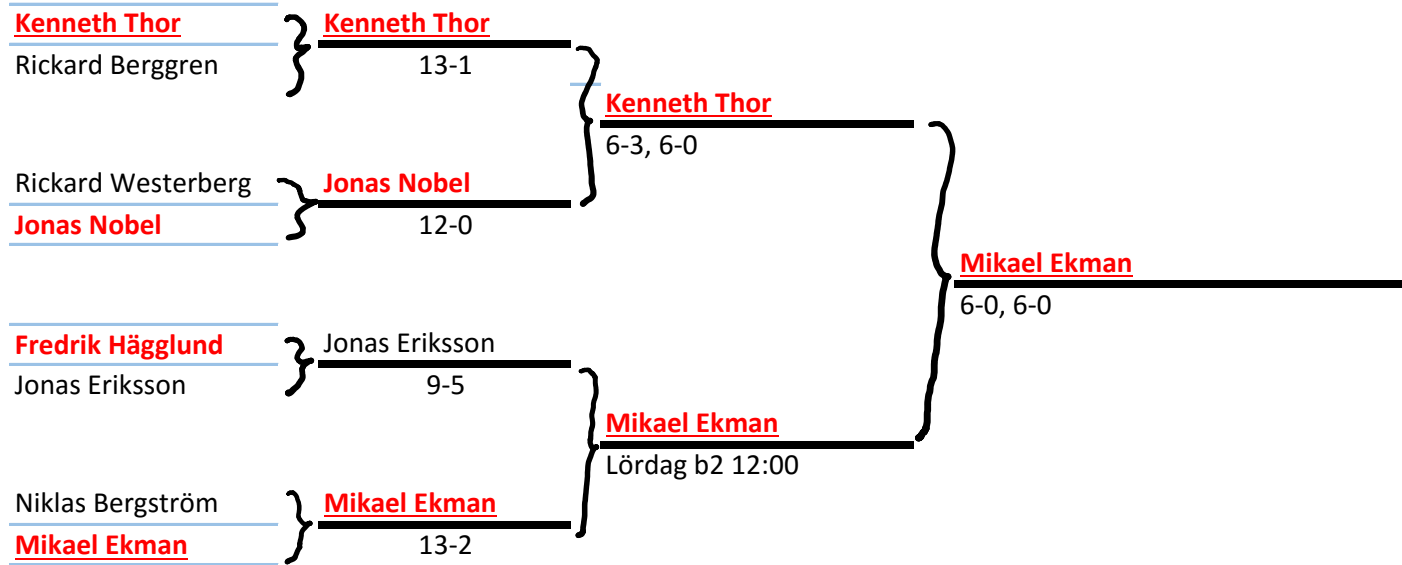 Kenneth Thor
Rickard Berggren
Rickard Westerberg
Jonas Nobel
Fredrik Hägglund
Jonas Eriksson
Niklas Bergström
Mikael Ekman
Kenneth Thor
13-1
Jonas Nobel
12-0
Jonas Eriksson
9-5
Mikael Ekman
13-2
Kenneth Thor
6-3, 6-0
Mikael Ekman
Lördag b2 12:00
Mikael Ekman
6-0, 6-0